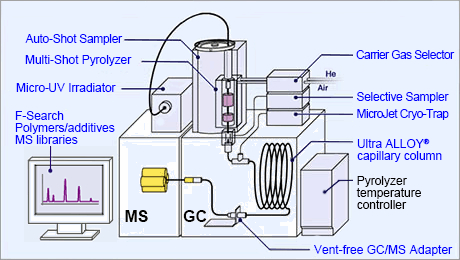 Auto-Shot Sampler
Multi-Shot Pyrolyzer
Micro-UV Irradiator
F-Search
Polymers/additives
MS libraries
Carrier Gas Selector
He
Air
Selective Sampler
MicroJet Cryo-Trap
Ultra ALLOY®
capillary column
Pyrolyzer
temperature
controller
MS
GC
Vent-free GC/MS Adapter